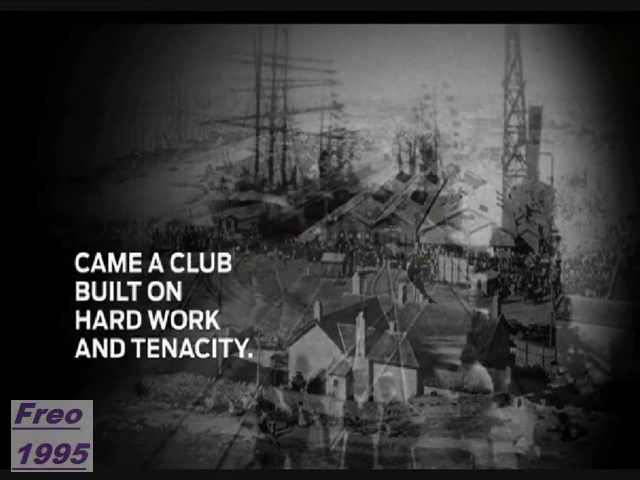 CAME A CLUB
BUILT ON
HARD WORK
AND TENACITY.
Freo
1995